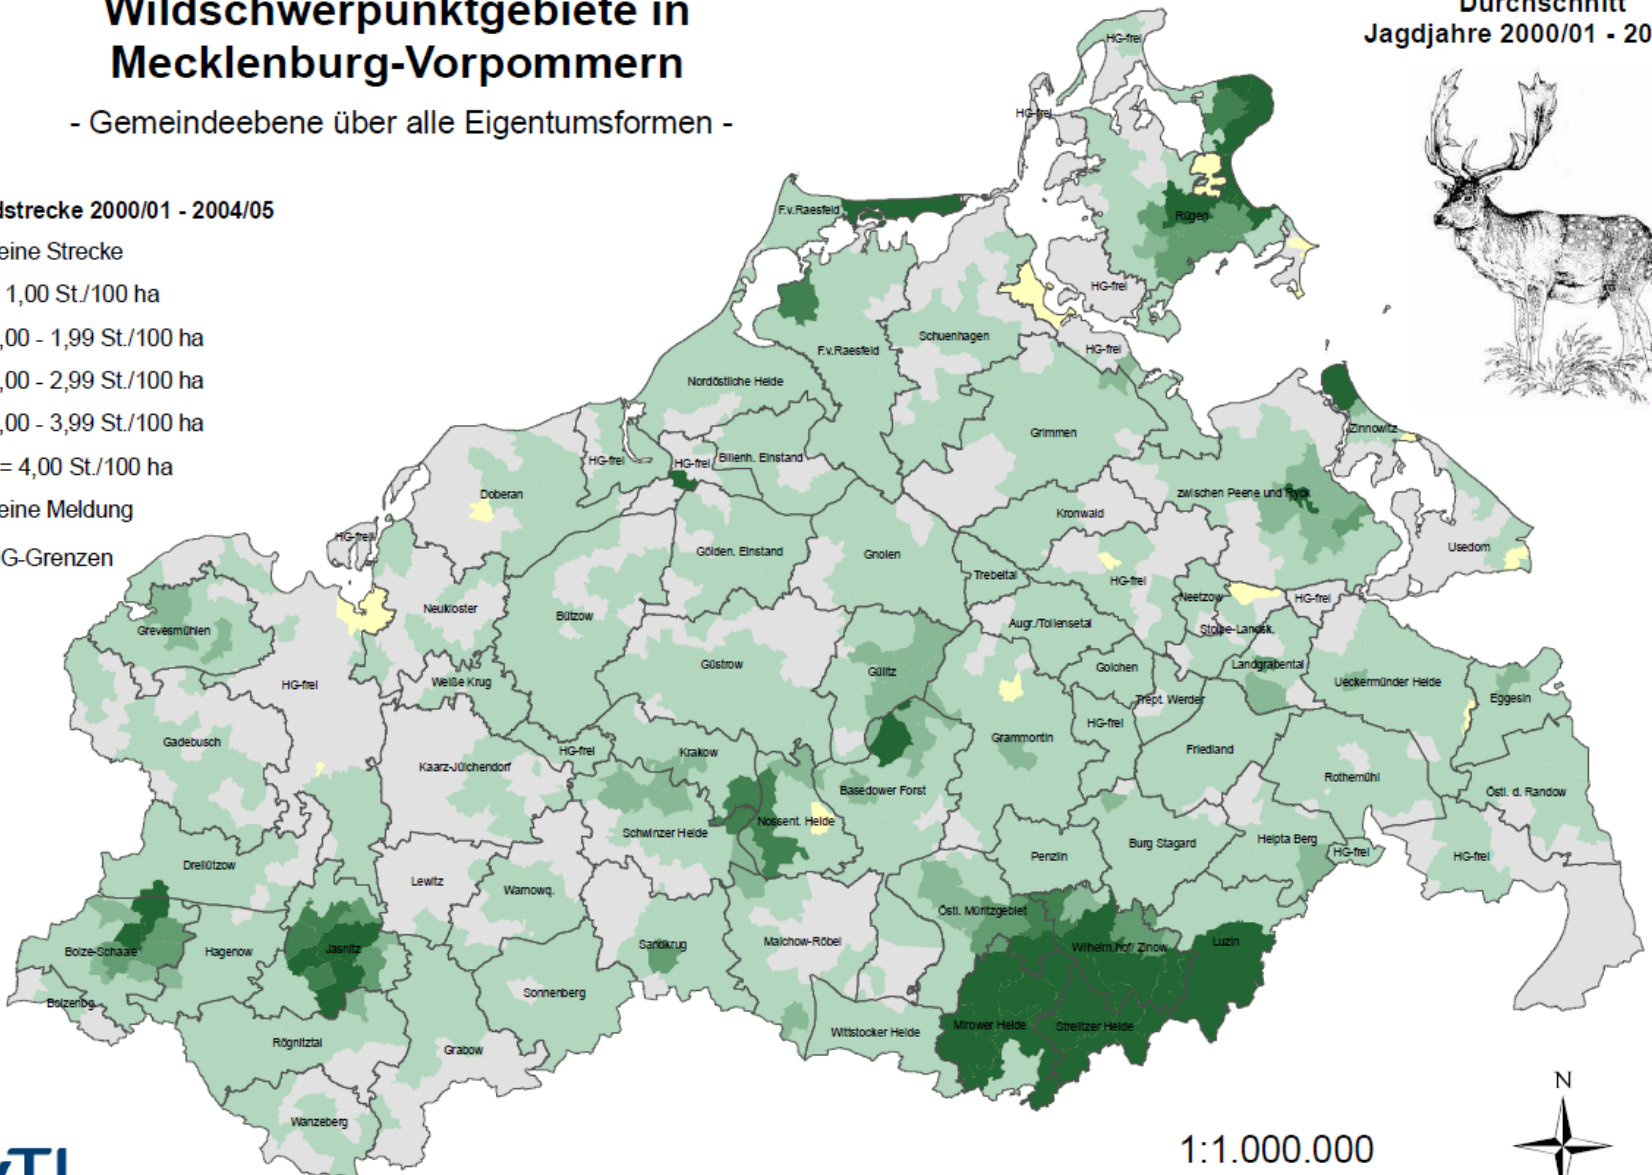 Wildschwerpunktgebiete in
Mecklenburg-Vorpommern
- Gemeindeebene über alle Eigentumsformen -
Durchschnitt
Jagdjahre 2000/01 - 20
dstrecke 2000/01 - 2004/05
eine Strecke
1,00 St./100 ha
,00 - 1,99 St./100 ha
,00 - 2,99 St./100 ha
,00 - 3,99 St./100 ha
= 4,00 St./100 ha
eine Meldung
G-Grenzen
HG-frei
HG-frei
F.v.Raesfeld
Rügen
HG-frei
Schuenhagen
F.v.Raesfeld
HG-frei
Nordöstliche Heide
Zinnowitz
Grimmen
HG-frei
HG-frei
Billenh. Einstand
Doberan
zwischen Peene und Ryck
Kronwald
HG-frei
Gölden. Einstand
Gnoien
Usedom
Trebeltal
HG-frei
Neukloster
Bützow
Neetzow
HG-frei
Grevesmühlen
Augr./Tollensetal
Stolpe-Landsk.
Güstrow
Gülitz
Golchen
Landgrabental
HG-frei
Weiße Krug
Ueckermünder Heide
Trept. Werder
Eggesin
HG-frei
Gadebusch
Grammontin
HG-frei
Krakow
Friedland
Kaarz-Jülchendorf
Rothemühl
Basedower Forst
Östl. d. Randow
Nossent. Heide
Schwinzer Heide
Burg Stagard
Helpta Berg
HG-frei
Penzlin
HG-frei
Dreilützow
Lewitz
Warnowq.
Östl. Müritzgebiet
Malchow-Röbel
Sandkrug
Luzin
Wilhelm.hof/ Zinow
Jasnitz
Hagenow
Boize-Schaale
Sonnenberg
Boizenbg.
Mirower Heide
Strelitzer Heide
Wittstocker Heide
Rögnitztal
Grabow
Wanzeberg
N
1:1.000.000
vTI